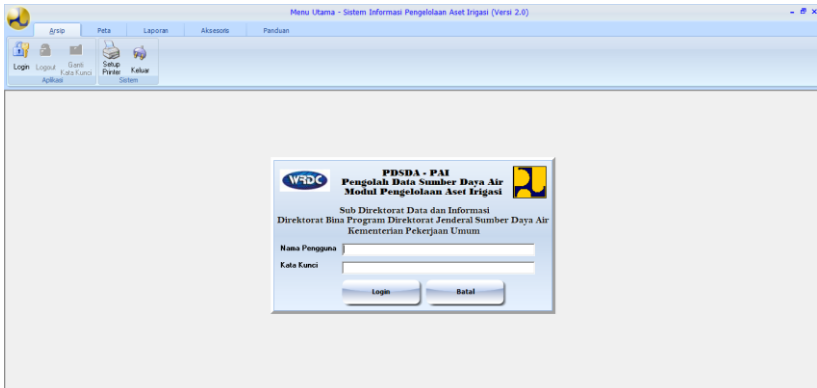 Menu Utama - Sistem Informasi Pengelolaan Aset Irigasi (Versi 2.0)
Arsip Peta Laporan Aksesoris Panduan
Login Logout Ganti Kata Kunci Setup Printer Keluar
Aplikasi Sistem
WRDC
PDSDA - PAI
Pengolah Data Sumber Daya Air
Modul Pengelolaan Aset Irigasi
Sub Direktorat Data dan Informasi
Direktorat Bina Program Direktorat Jenderal Sumber Daya Air
Kementerian Pekerjaan Umum
Nama Pengguna
Kata Kunci
Login Batal